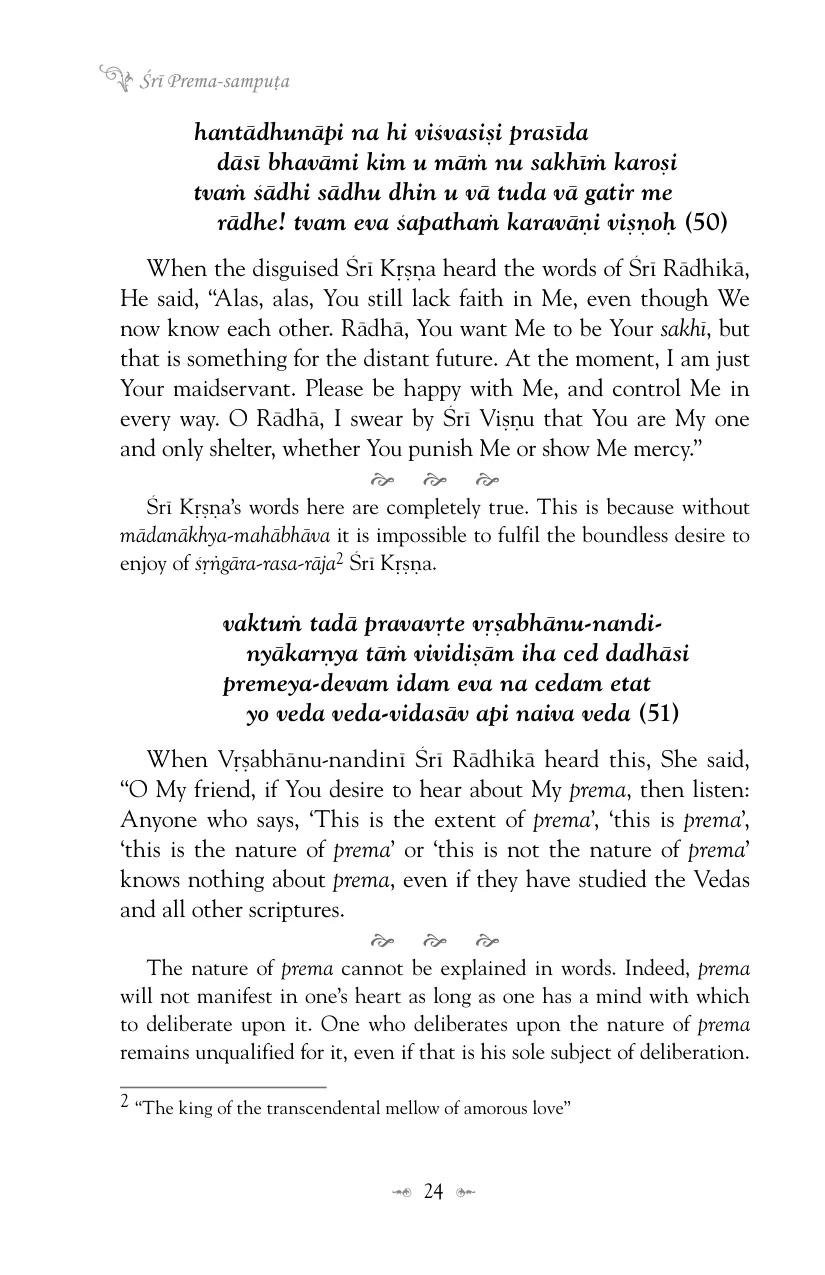 Śrī Prema-sampuṭa
hantādhunāpi na hi viśvasiṣi prasīda
dāsī bhavāmi kim u māṁ nu sakhīṁ karoṣi
tvaṁ śādhi sādhu dhin u vā tuda vā gatir me
rādhe! tvam eva śapathaṁ karavāṇi viṣṇoḥ (50)
When the disguised Śrī Kṛṣṇa heard the words of Śrī Rādhikā,
He said, “Alas, alas, You still lack faith in Me, even though We
now know each other. Rādhā, You want Me to be Your sakhī, but
that is something for the distant future. At the moment, I am just
Your maidservant. Please be happy with Me, and control Me in
every way. O Rādhā, I swear by Śrī Viṣṇu that You are My one
and only shelter, whether You punish Me or show Me mercy.”
Śrī Kṛṣṇa’s words here are completely true. This is because without
mādanākhya-mahābhāva it is impossible to fulfil the boundless desire to
enjoy of śṛṅgāra-rasa-rāja2 Śrī Kṛṣṇa.
vaktuṁ tadā pravavṛte vṛṣabhānu-nandi-
nyākarṇya tāṁ vividiṣām iha ced dadhāsi
premeya-devam idam eva na cedam etat
yo veda veda-vidasāv api naiva veda (51)
When Vṛṣabhānu-nandinī Śrī Rādhikā heard this, She said,
“O My friend, if You desire to hear about My prema, then listen:
Anyone who says, ‘This is the extent of prema’, ‘this is prema’,
‘this is the nature of prema’ or ‘this is not the nature of prema’
knows nothing about prema, even if they have studied the Vedas
and all other scriptures.
The nature of prema cannot be explained in words. Indeed, prema
will not manifest in one’s heart as long as one has a mind with which
to deliberate upon it. One who deliberates upon the nature of prema
remains unqualified for it, even if that is his sole subject of deliberation.
2 “The king of the transcendental mellow of amorous love”
24